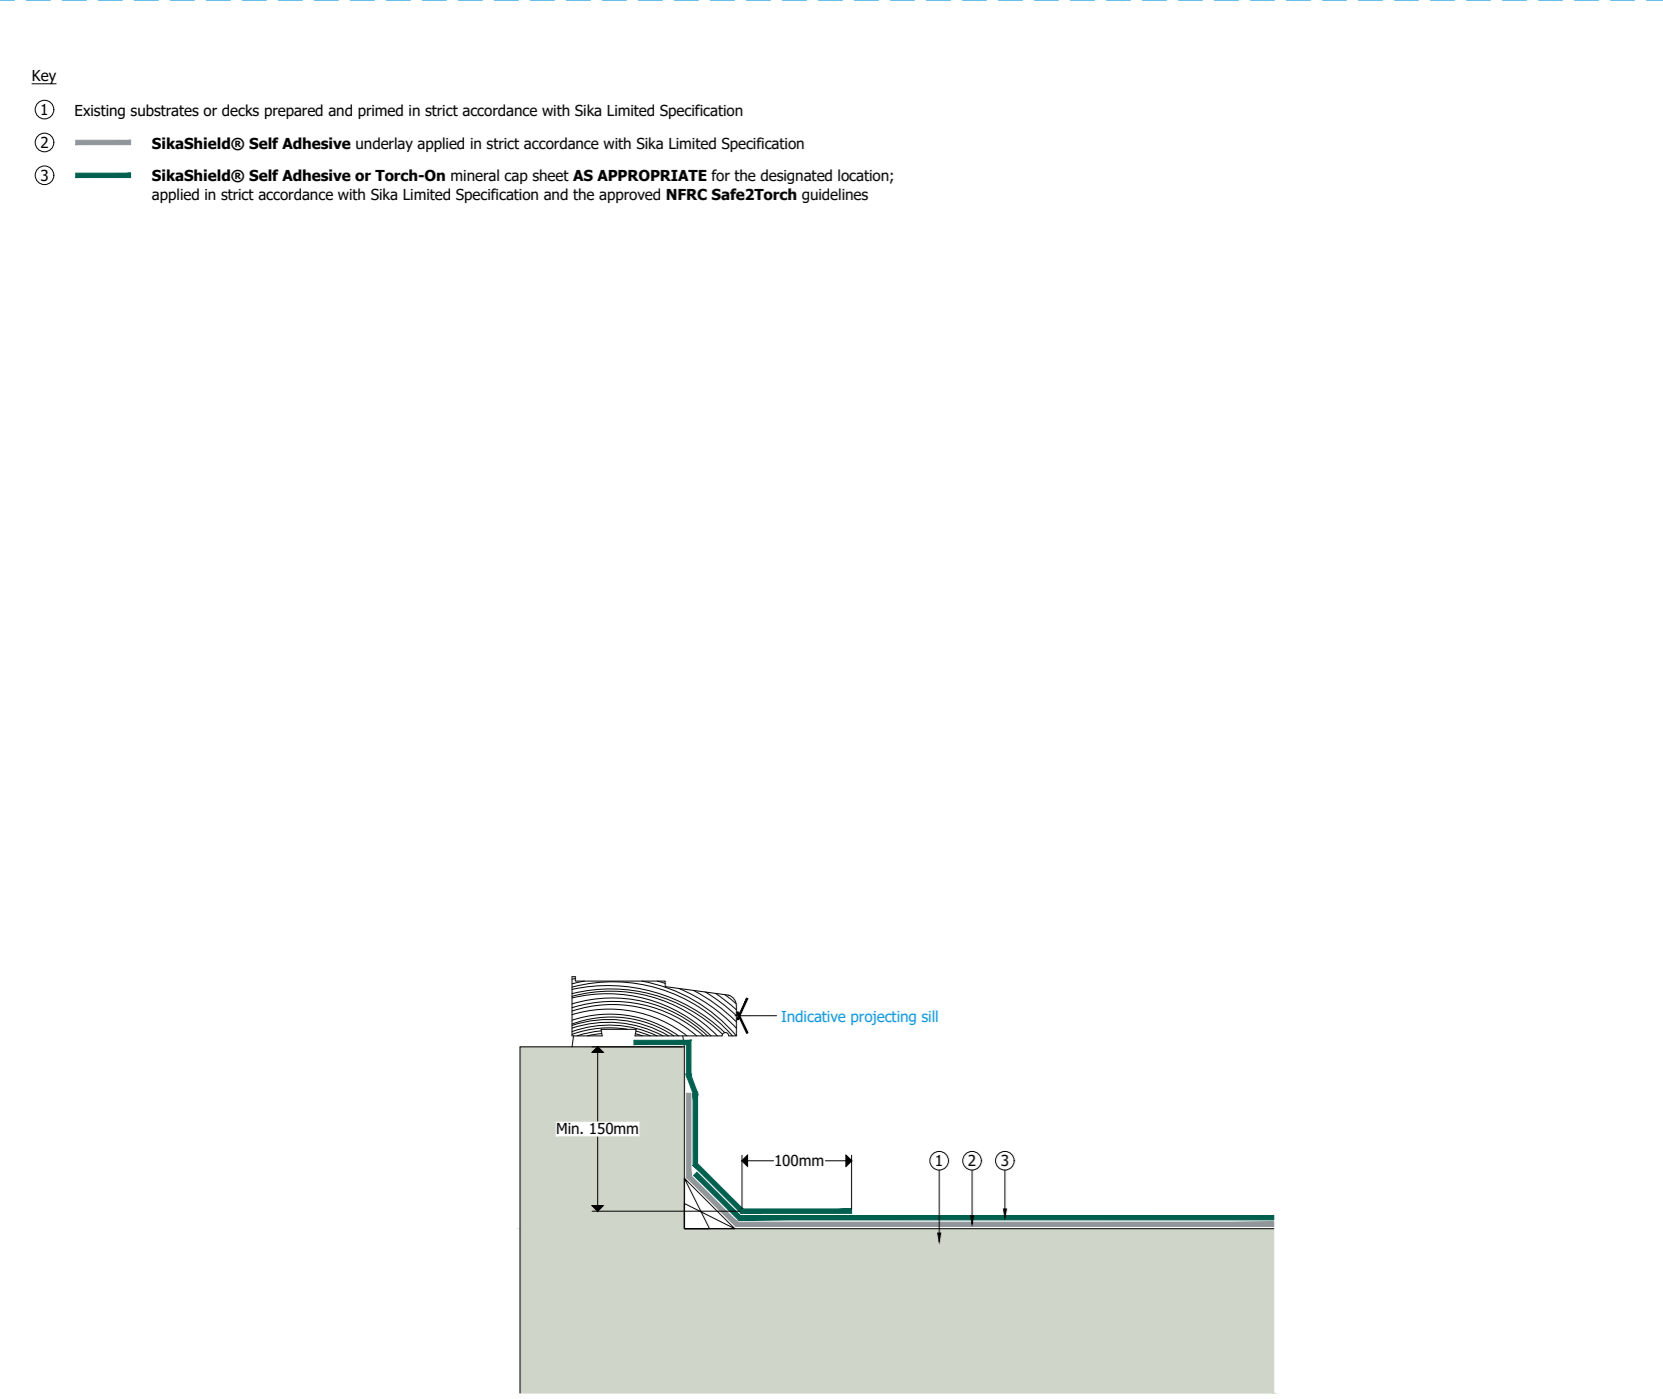 Key
1 Existing substrates or decks prepared and primed in strict accordance with Sika Limited Specification
2 SikaShield® Self Adhesive underlay applied in strict accordance with Sika Limited Specification
3 SikaShield® Self Adhesive or Torch-On mineral cap sheet AS APPROPRIATE for the designated location;
applied in strict accordance with Sika Limited Specification and the approved NFRC Safe2Torch guidelines
Indicative projecting sill
Min. 150mm
100mm
1 2 3